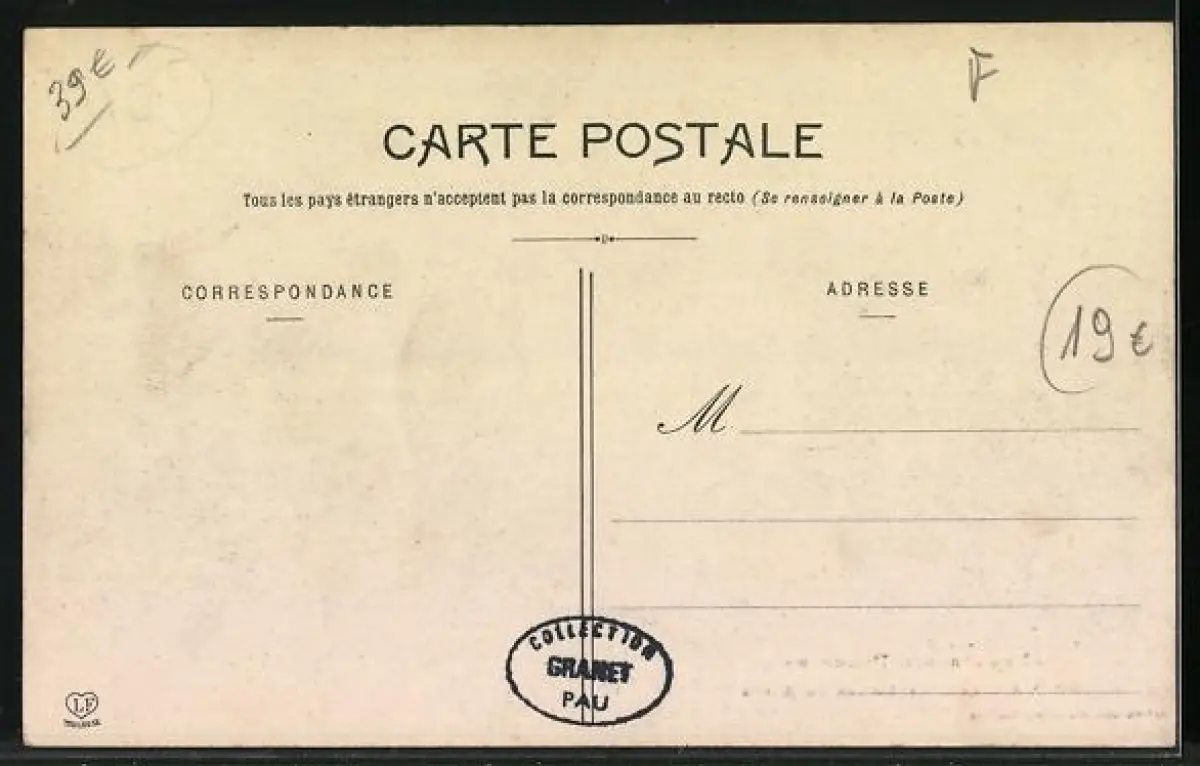 39 €
F
CARTE POSTALE
Tous les pays étrangers n'acceptent pas la correspondance au recto (Se renseigner à la Poste)
CORRESPONDANCE
ADRESSE
19 €
M
COLLECTION
GRANET
PAU
LF
TOULOUSE